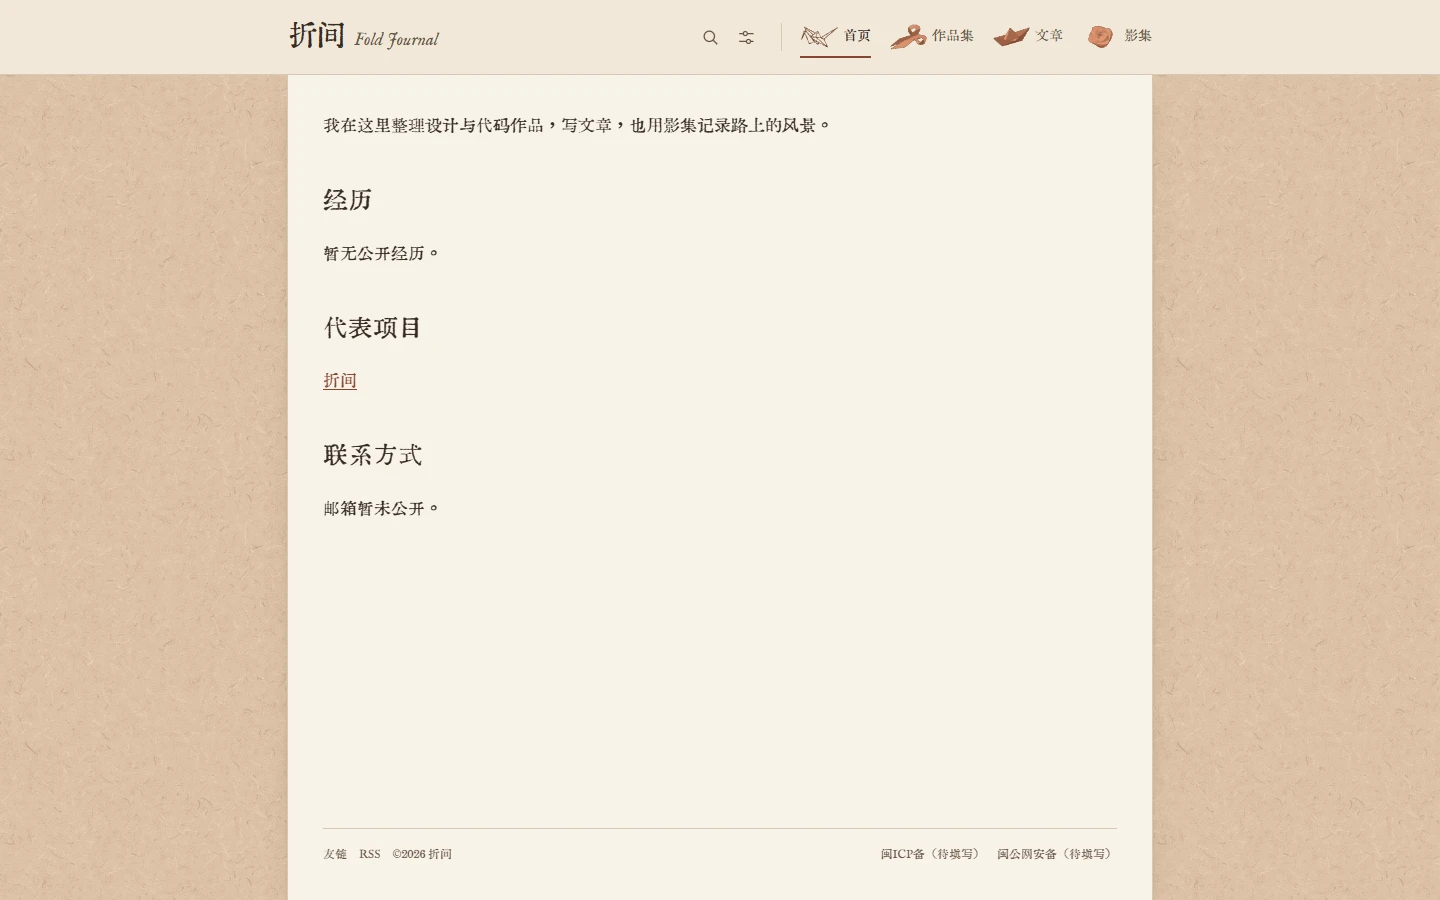 折间 Fold Journal
首页 作品集 文章 影集
我在这里整理设计与代码作品，写文章，也用影集记录路上的风景。
经历
暂无公开经历。
代表项目
折间
联系方式
邮箱暂未公开。
友链 RSS ©2026 折间
闽ICP备（待填写） 闽公网安备（待填写）